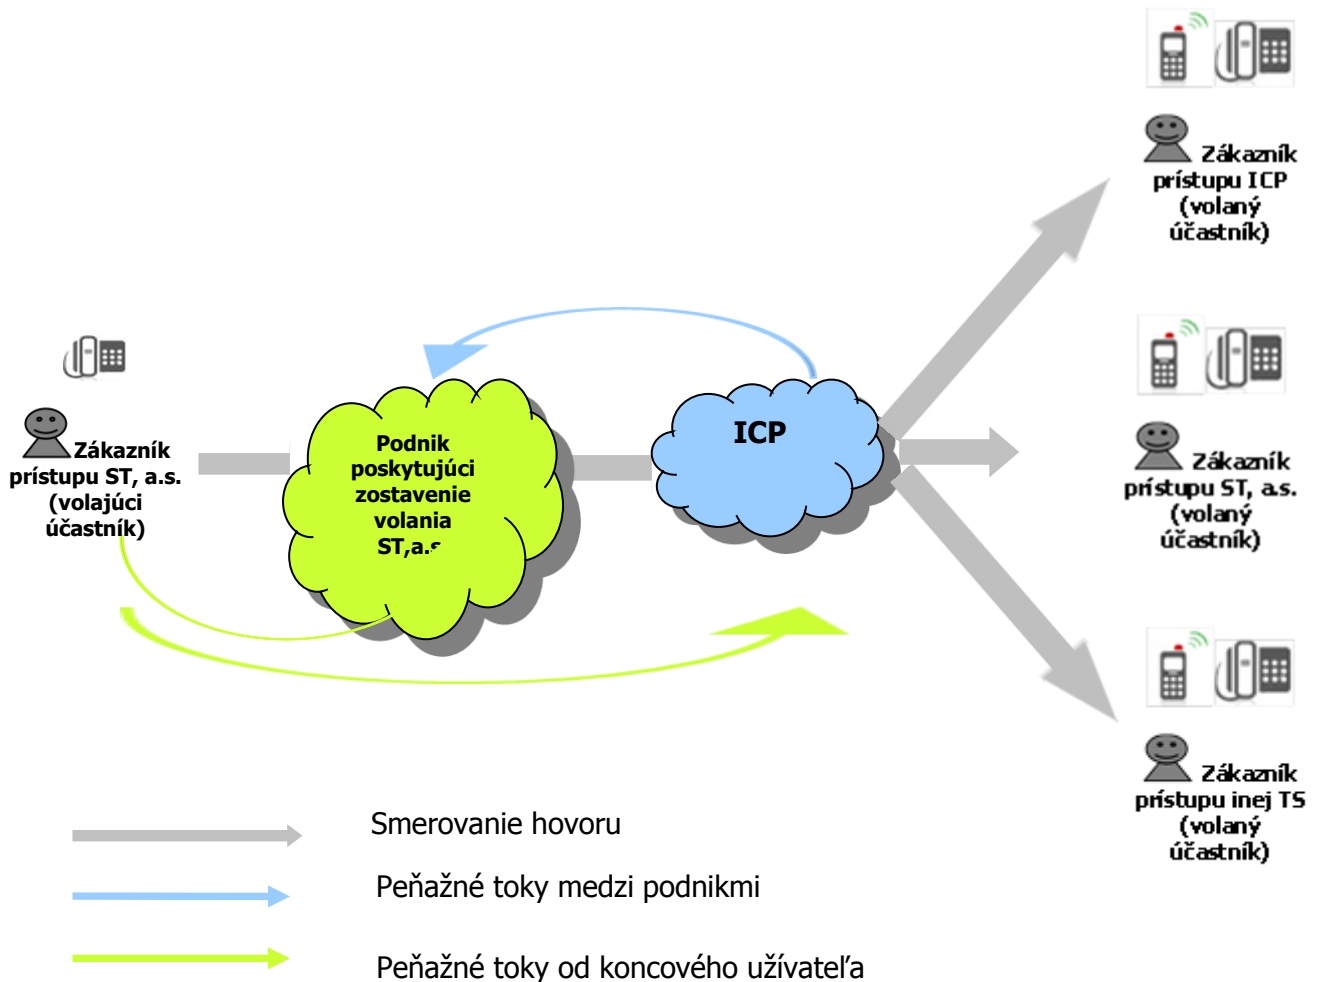 Zákazník
prístupu ICP
(volaný
účastník)
Zákazník
prístupu ST, a.s.
(volajúci
účastník)
Podnik
poskytujúci
zostavenie
volania
ST,a.s
ICP
Zákazník
prístupu ST, a.s.
(volaný
účastník)
Zákazník
prístupu inej TS
(volaný
účastník)
Smerovanie hovoru
Peňažné toky medzi podnikmi
Peňažné toky od koncového užívateľa